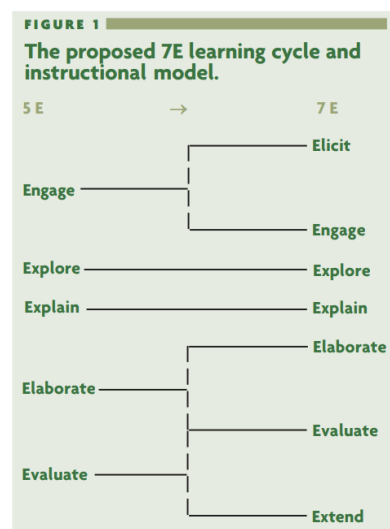 FIGURE 1
The proposed 7E learning cycle and
instructional model.
5 E → 7 E
Elicit
Engage
Engage
Explore Explore
Explain Explain
Elaborate
Elaborate
Evaluate
Evaluate
Extend